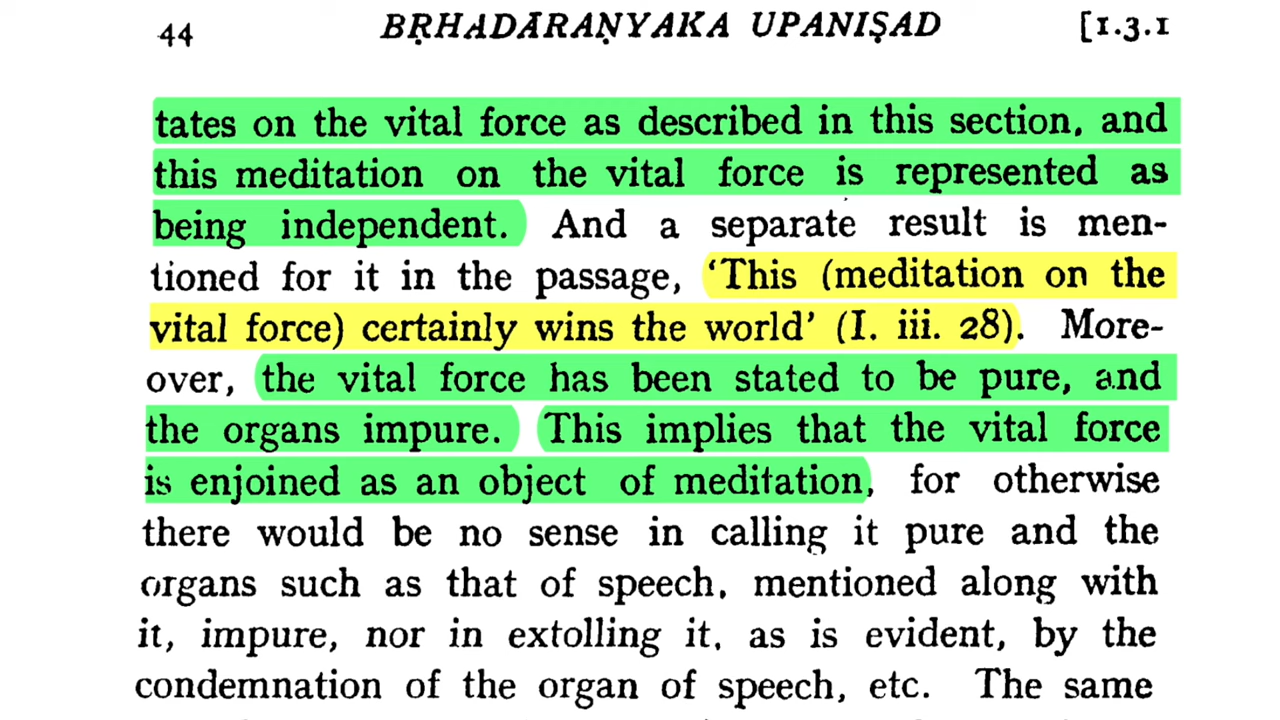 44 BṚHADĀRAṆYAKA UPANIṢAD [1.3.1
tates on the vital force as described in this section, and
this meditation on the vital force is represented as
being independent. And a separate result is men-
tioned for it in the passage, ‘This (meditation on the
vital force) certainly wins the world’ (I. iii. 28). More-
over, the vital force has been stated to be pure, and
the organs impure. This implies that the vital force
is enjoined as an object of meditation, for otherwise
there would be no sense in calling it pure and the
organs such as that of speech, mentioned along with
it, impure, nor in extolling it, as is evident, by the
condemnation of the organ of speech, etc. The same